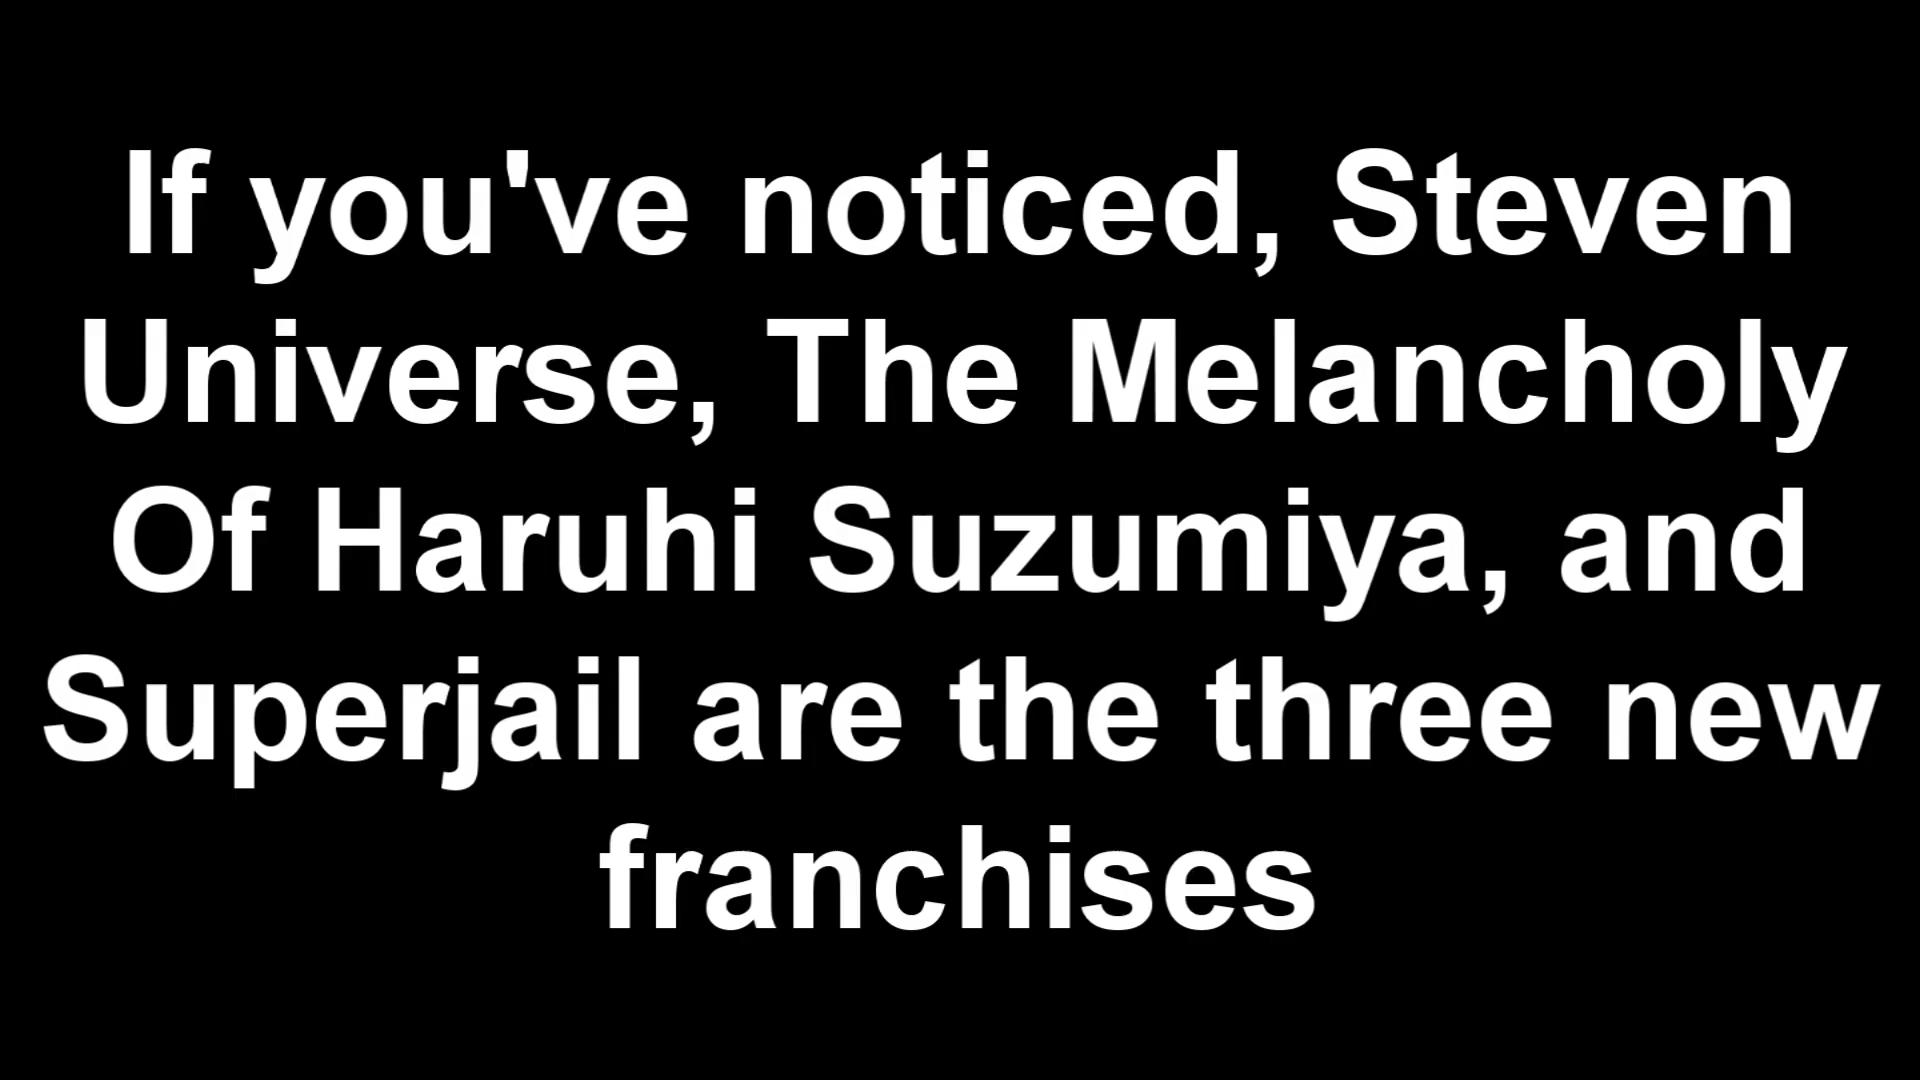 If you've noticed, Steven
Universe, The Melancholy
Of Haruhi Suzumiya, and
Superjail are the three new
franchises